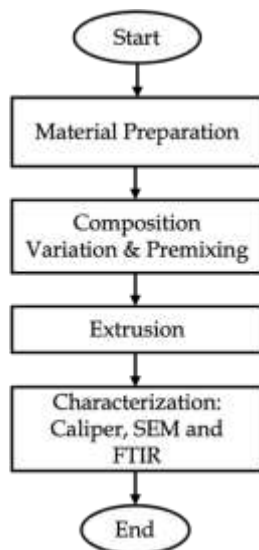 Start
Material Preparation
Composition
Variation & Premixing
Extrusion
Characterization:
Caliper, SEM and
FTIR
End